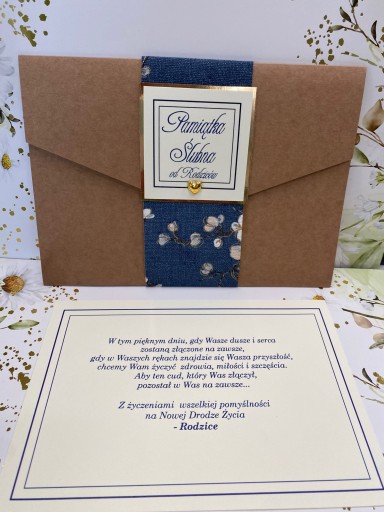 Pamiątka
Ślubna
od Rodziców
W tym pięknym dniu, gdy Wasze dusze i serca
zostaną złączone na zawsze,
gdy w Waszych rękach znajdzie się Wasza przyszłość,
chcemy Wam życzyć zdrowia, miłości i szczęścia.
Aby ten cud, który Was złączył,
pozostał w Was na zawsze...
Z życzeniami wszelkiej pomyślności
na Nowej Drodze Życia
- Rodzice